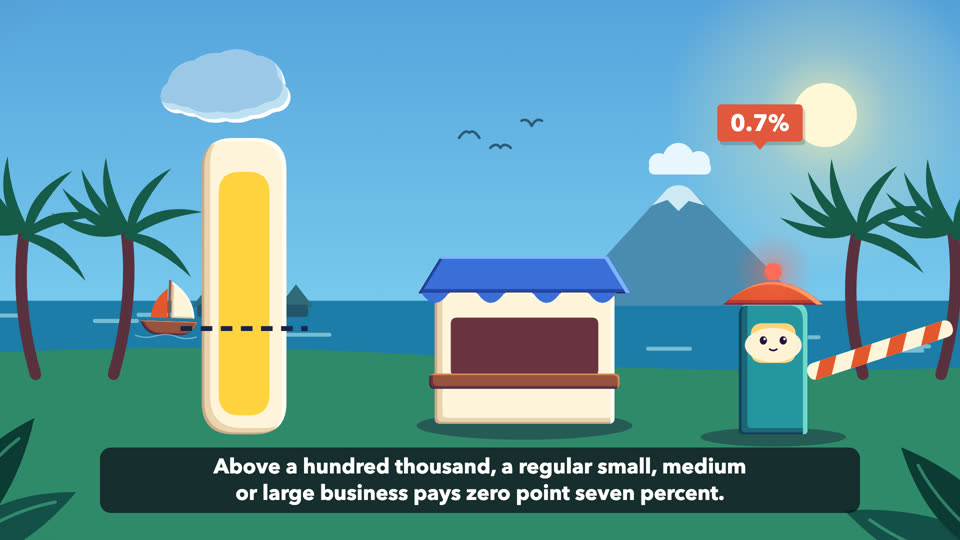 0.7%
Above a hundred thousand, a regular small, medium
or large business pays zero point seven percent.